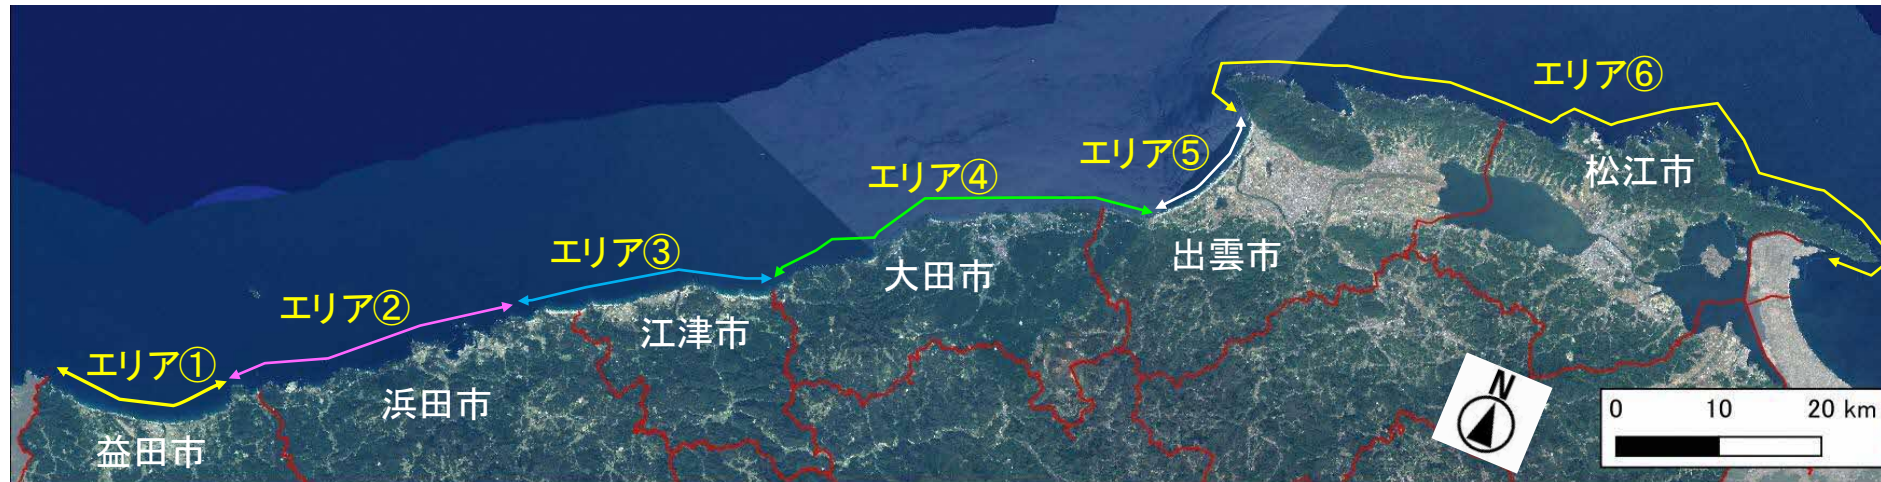 エリア⑥
エリア⑤
松江市
エリア④
エリア③
出雲市
大田市
エリア②
江津市
エリア①
浜田市
益田市
N
0 10 20 km